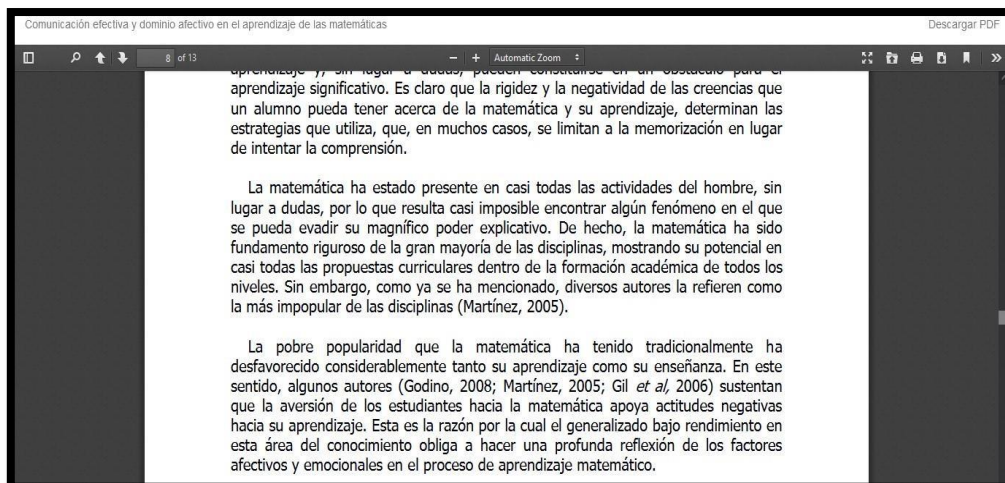 Comunicación efectiva y dominio afectivo en el aprendizaje de las matemáticas
Descargar PDF
8 of 13
Automatic Zoom
aprendizaje y, sin lugar a dudas, pueden constituirse en un obstáculo para el
aprendizaje significativo. Es claro que la rigidez y la negatividad de las creencias que
un alumno pueda tener acerca de la matemática y su aprendizaje, determinan las
estrategias que utiliza, que, en muchos casos, se limitan a la memorización en lugar
de intentar la comprensión.
La matemática ha estado presente en casi todas las actividades del hombre, sin
lugar a dudas, por lo que resulta casi imposible encontrar algún fenómeno en el que
se pueda evadir su magnífico poder explicativo. De hecho, la matemática ha sido
fundamento riguroso de la gran mayoría de las disciplinas, mostrando su potencial en
casi todas las propuestas curriculares dentro de la formación académica de todos los
niveles. Sin embargo, como ya se ha mencionado, diversos autores la refieren como
la más impopular de las disciplinas (Martínez, 2005).
La pobre popularidad que la matemática ha tenido tradicionalmente ha
desfavorecido considerablemente tanto su aprendizaje como su enseñanza. En este
sentido, algunos autores (Godino, 2008; Martínez, 2005; Gil et al, 2006) sustentan
que la aversión de los estudiantes hacia la matemática apoya actitudes negativas
hacia su aprendizaje. Esta es la razón por la cual el generalizado bajo rendimiento en
esta área del conocimiento obliga a hacer una profunda reflexión de los factores
afectivos y emocionales en el proceso de aprendizaje matemático.